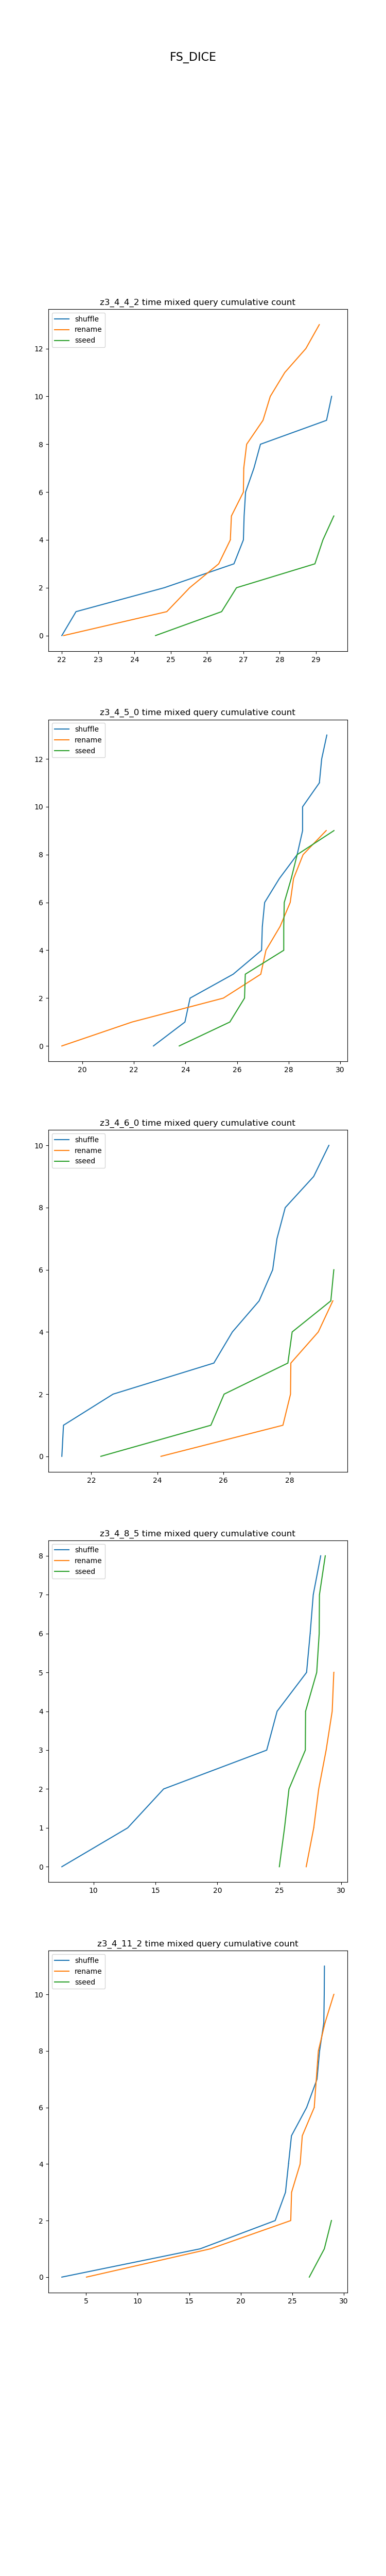 FS_DICE
z3_4_4_2 time mixed query cumulative count
shuffle
rename
sseed
12
10
8
6
4
2
0
22 23 24 25 26 27 28 29
z3_4_5_0 time mixed query cumulative count
shuffle
rename
sseed
12
10
8
6
4
2
0
20 22 24 26 28 30
z3_4_6_0 time mixed query cumulative count
shuffle
rename
sseed
10
8
6
4
2
0
22 24 26 28
z3_4_8_5 time mixed query cumulative count
shuffle
rename
sseed
8
7
6
5
4
3
2
1
0
10 15 20 25 30
z3_4_11_2 time mixed query cumulative count
shuffle
rename
sseed
10
8
6
4
2
0
5 10 15 20 25 30